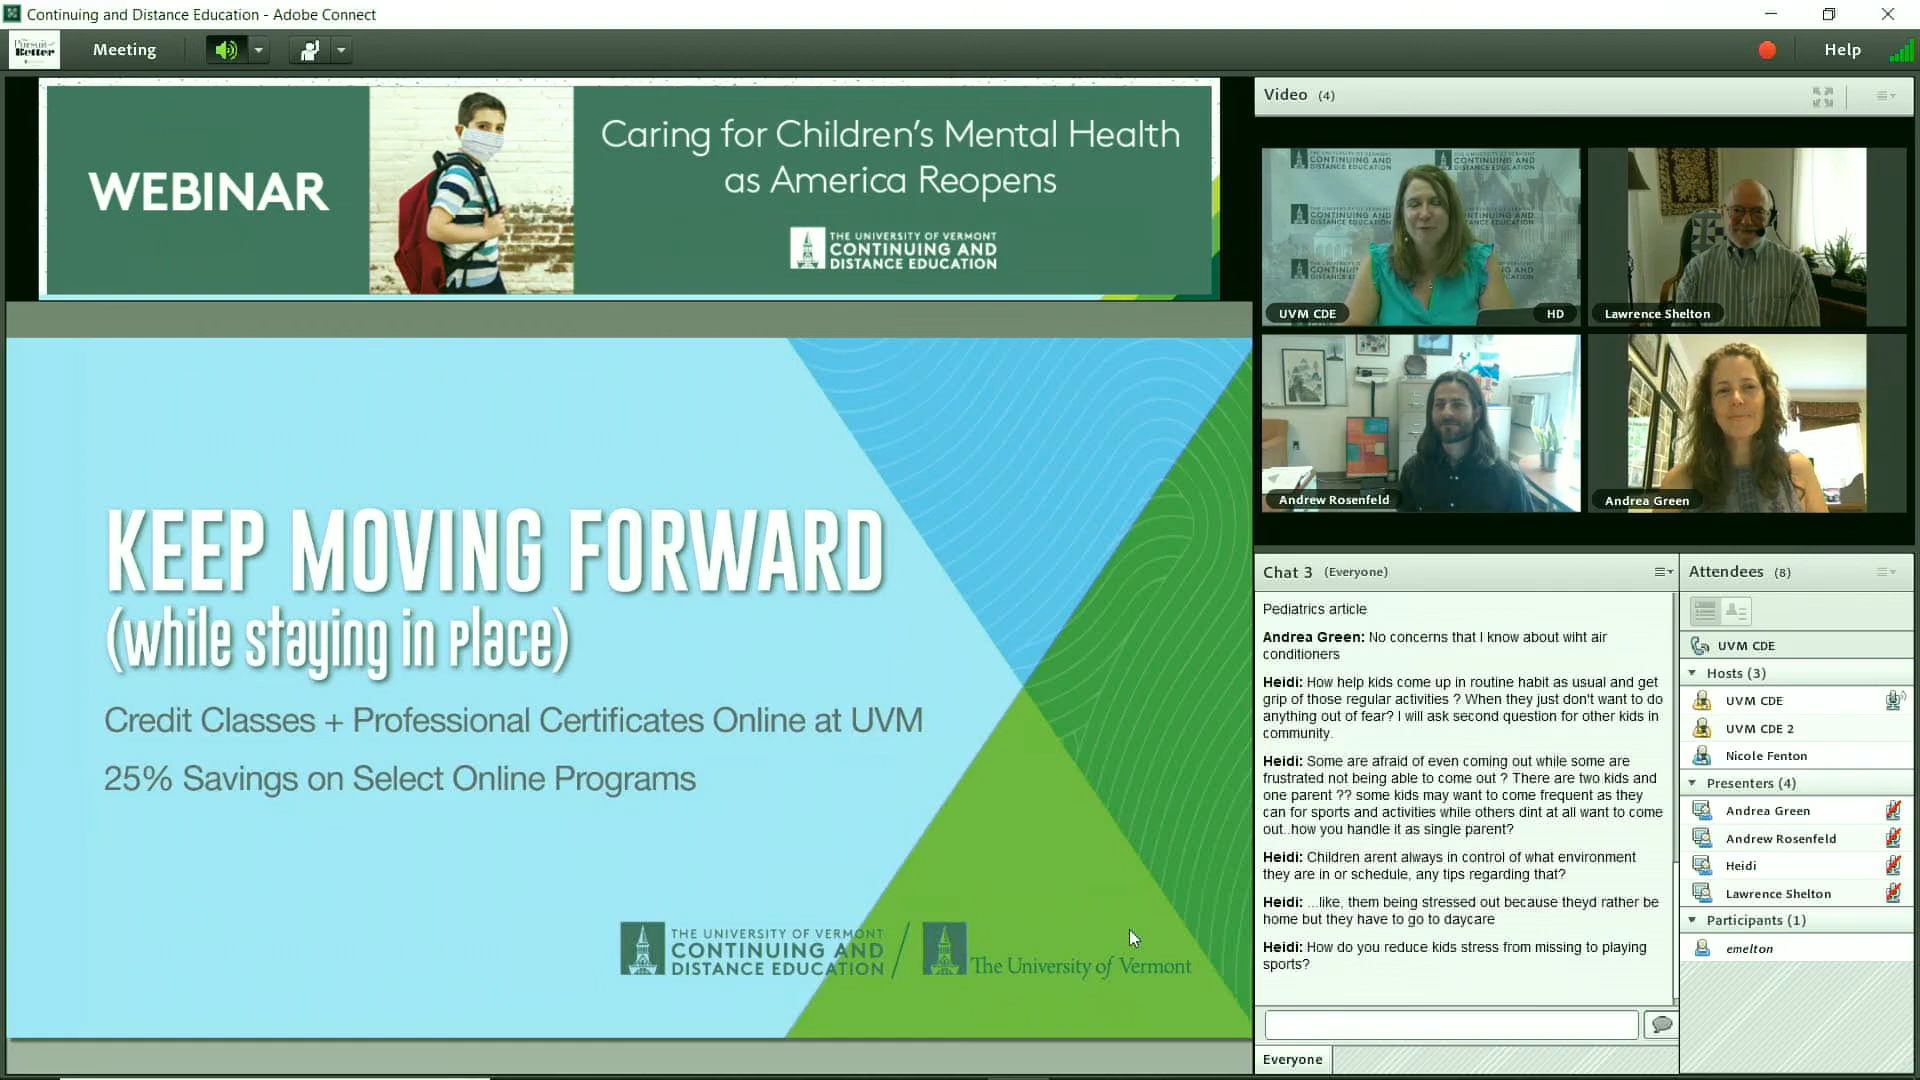 Continuing and Distance Education - Adobe Connect
Meeting
Help
WEBINAR
Caring for Children's Mental Health
as America Reopens
THE UNIVERSITY OF VERMONT
CONTINUING AND
DISTANCE EDUCATION
KEEP MOVING FORWARD
(while staying in place)
Credit Classes + Professional Certificates Online at UVM
25% Savings on Select Online Programs
THE UNIVERSITY OF VERMONT
CONTINUING AND
DISTANCE EDUCATION
The University of Vermont
Video (4)
UVM CDE
HD
Lawrence Shelton
Andrew Rosenfeld
Andrea Green
Chat 3 (Everyone)
Pediatrics article
Andrea Green: No concerns that I know about wiht air
conditioners
Heidi: How help kids come up in routine habit as usual and get
grip of those regular activities ? When they just don't want to do
anything out of fear? I will ask second question for other kids in
community.
Heidi: Some are afraid of even coming out while some are
frustrated not being able to come out ? There are two kids and
one parent ?? some kids may want to come frequent as they
can for sports and activities while others dint at all want to come
out..how you handle it as single parent?
Heidi: Children arent always in control of what environment
they are in or schedule, any tips regarding that?
Heidi: ...like, them being stressed out because theyd rather be
home but they have to go to daycare
Heidi: How do you reduce kids stress from missing to playing
sports?
Everyone
Attendees (8)
UVM CDE
Hosts (3)
UVM CDE
UVM CDE 2
Nicole Fenton
Presenters (4)
Andrea Green
Andrew Rosenfeld
Heidi
Lawrence Shelton
Participants (1)
emelton